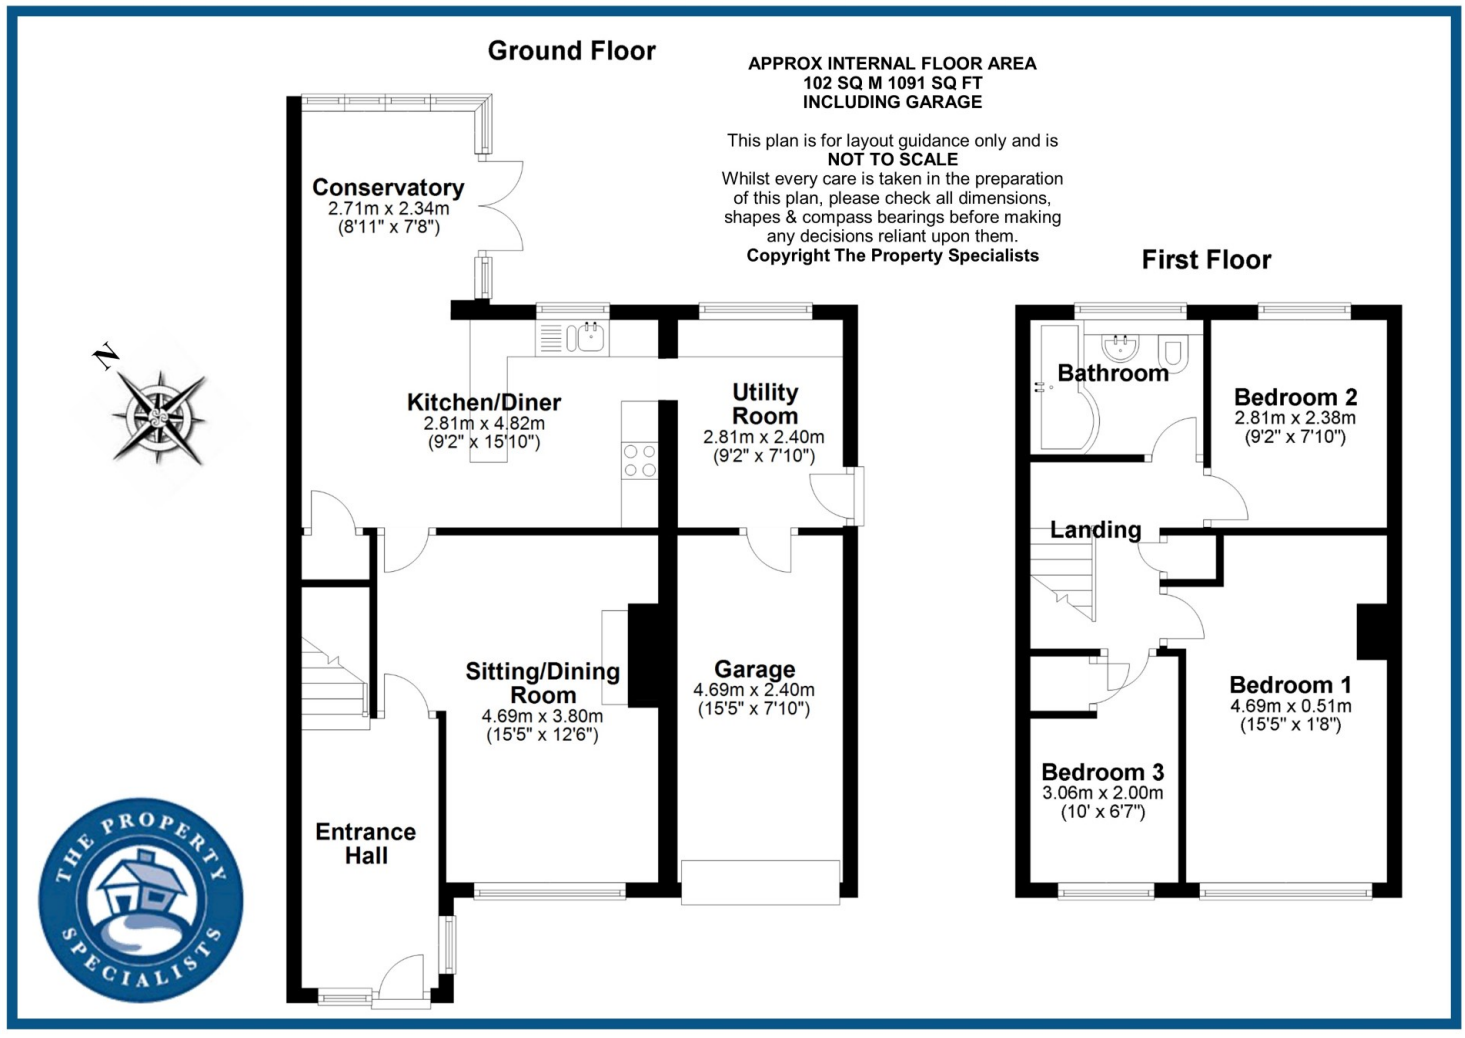 Ground Floor
APPROX INTERNAL FLOOR AREA
102 SQ M 1091 SQ FT
INCLUDING GARAGE
This plan is for layout guidance only and is
NOT TO SCALE
Whilst every care is taken in the preparation
of this plan, please check all dimensions,
shapes & compass bearings before making
any decisions reliant upon them.
Copyright The Property Specialists
First Floor
Conservatory
2.71m x 2.34m
(8'11" x 7'8")
N
Kitchen/Diner
2.81m x 4.82m
(9'2" x 15'10")
Utility
Room
2.81m x 2.40m
(9'2" x 7'10")
Sitting/Dining
Room
4.69m x 3.80m
(15'5" x 12'6")
Garage
4.69m x 2.40m
(15'5" x 7'10")
Entrance
Hall
Bathroom
Bedroom 2
2.81m x 2.38m
(9'2" x 7'10")
Landing
Bedroom 1
4.69m x 0.51m
(15'5" x 1'8")
Bedroom 3
3.06m x 2.00m
(10' x 6'7")
THE PROPERTY
SPECIALISTS